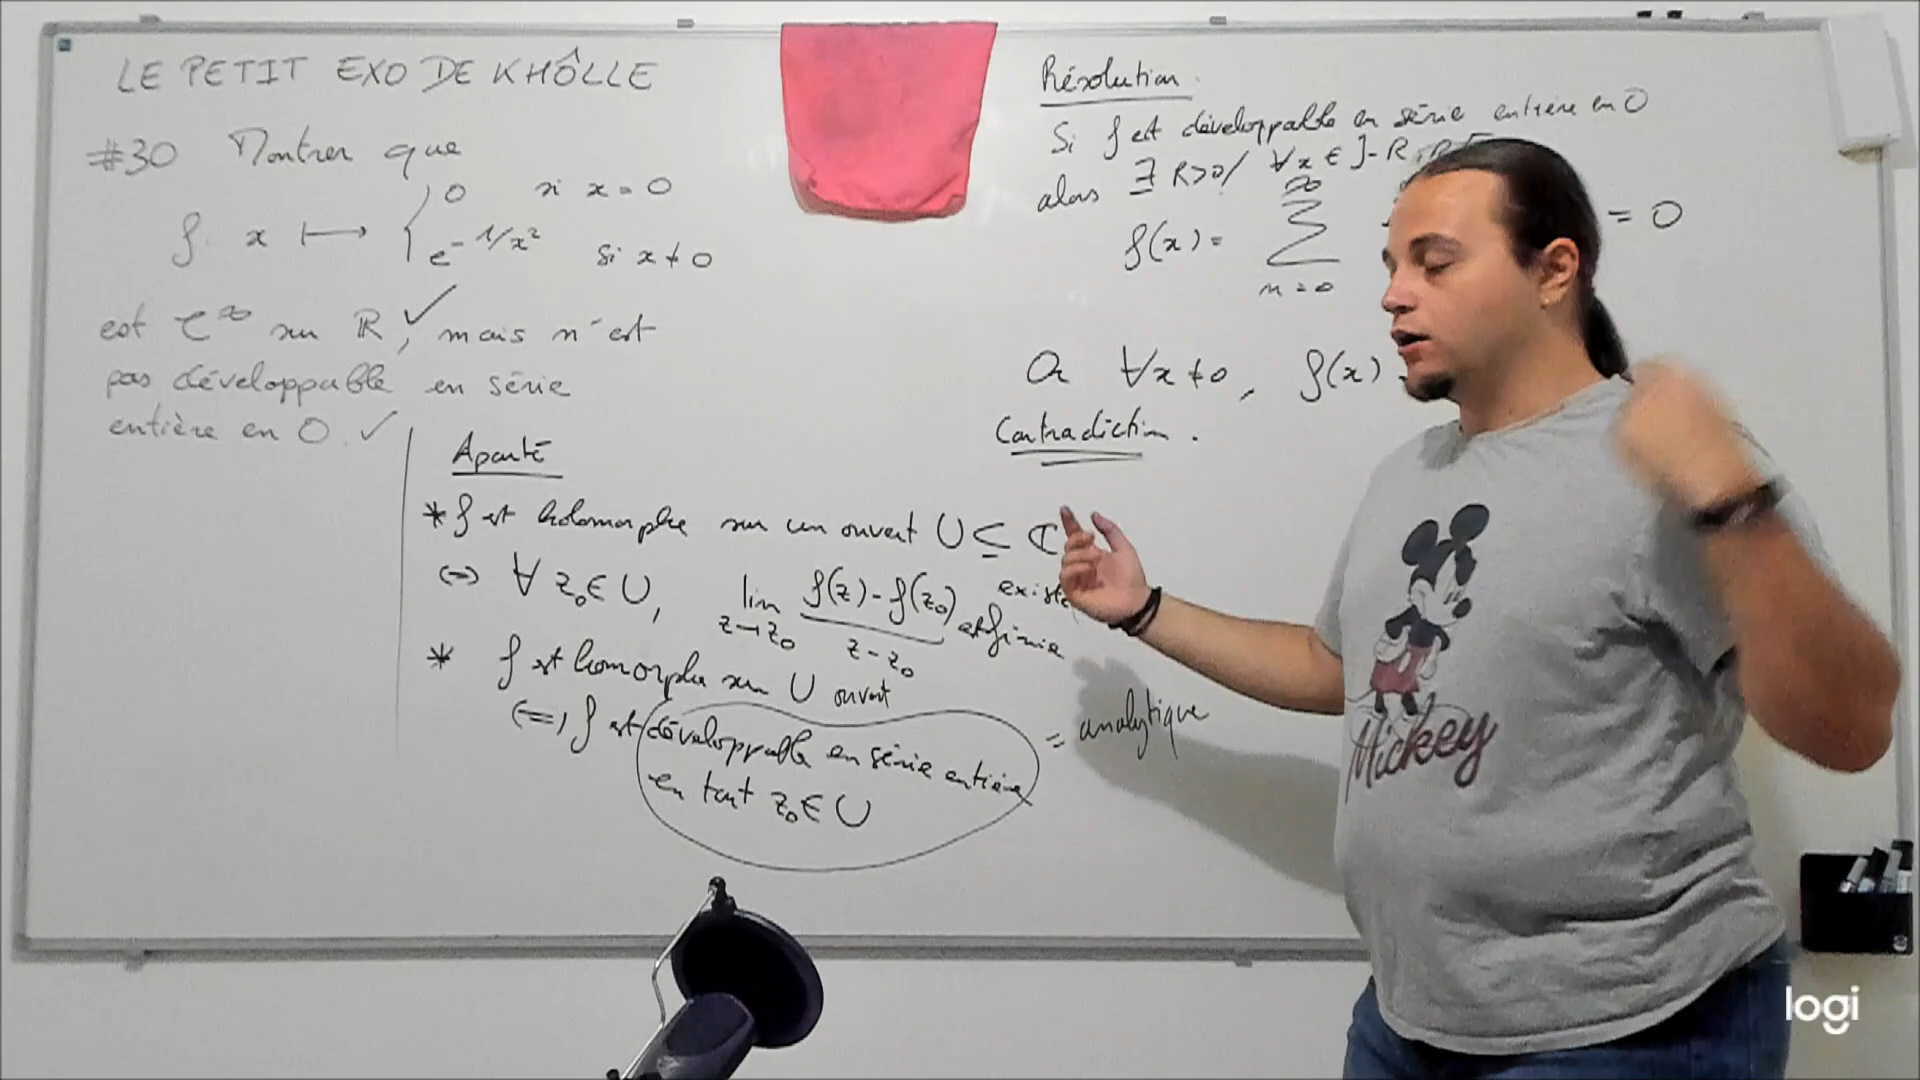 LE PETIT EXO DE KHÔLLE
#30 Montrer que
0 si x = 0
f: x ⟼ {
e^{-1/x²} si x ≠ 0
est C^∞ sur ℝ, ✓ mais n'est
pas développable en série
entière en 0. ✓
Aparté
* f est holomorphe sur un ouvert U ⊆ ℂ
⇔ ∀ z₀ ∈ U, lim z→z₀ (f(z) - f(z₀))/(z - z₀) existe
et finie
* f est homorphe sur U ouvert
⇔ f est développable en série entière
en tout z₀ ∈ U
= analytique
Résolution.
Si f est développable en série entière en 0
alors ∃ R>0 / ∀x ∈ ]-R, R[
f(x) = ∑ n=0 ∞ = 0
Or ∀x ≠ 0, f(x)
Contradiction.
Mickey
logi